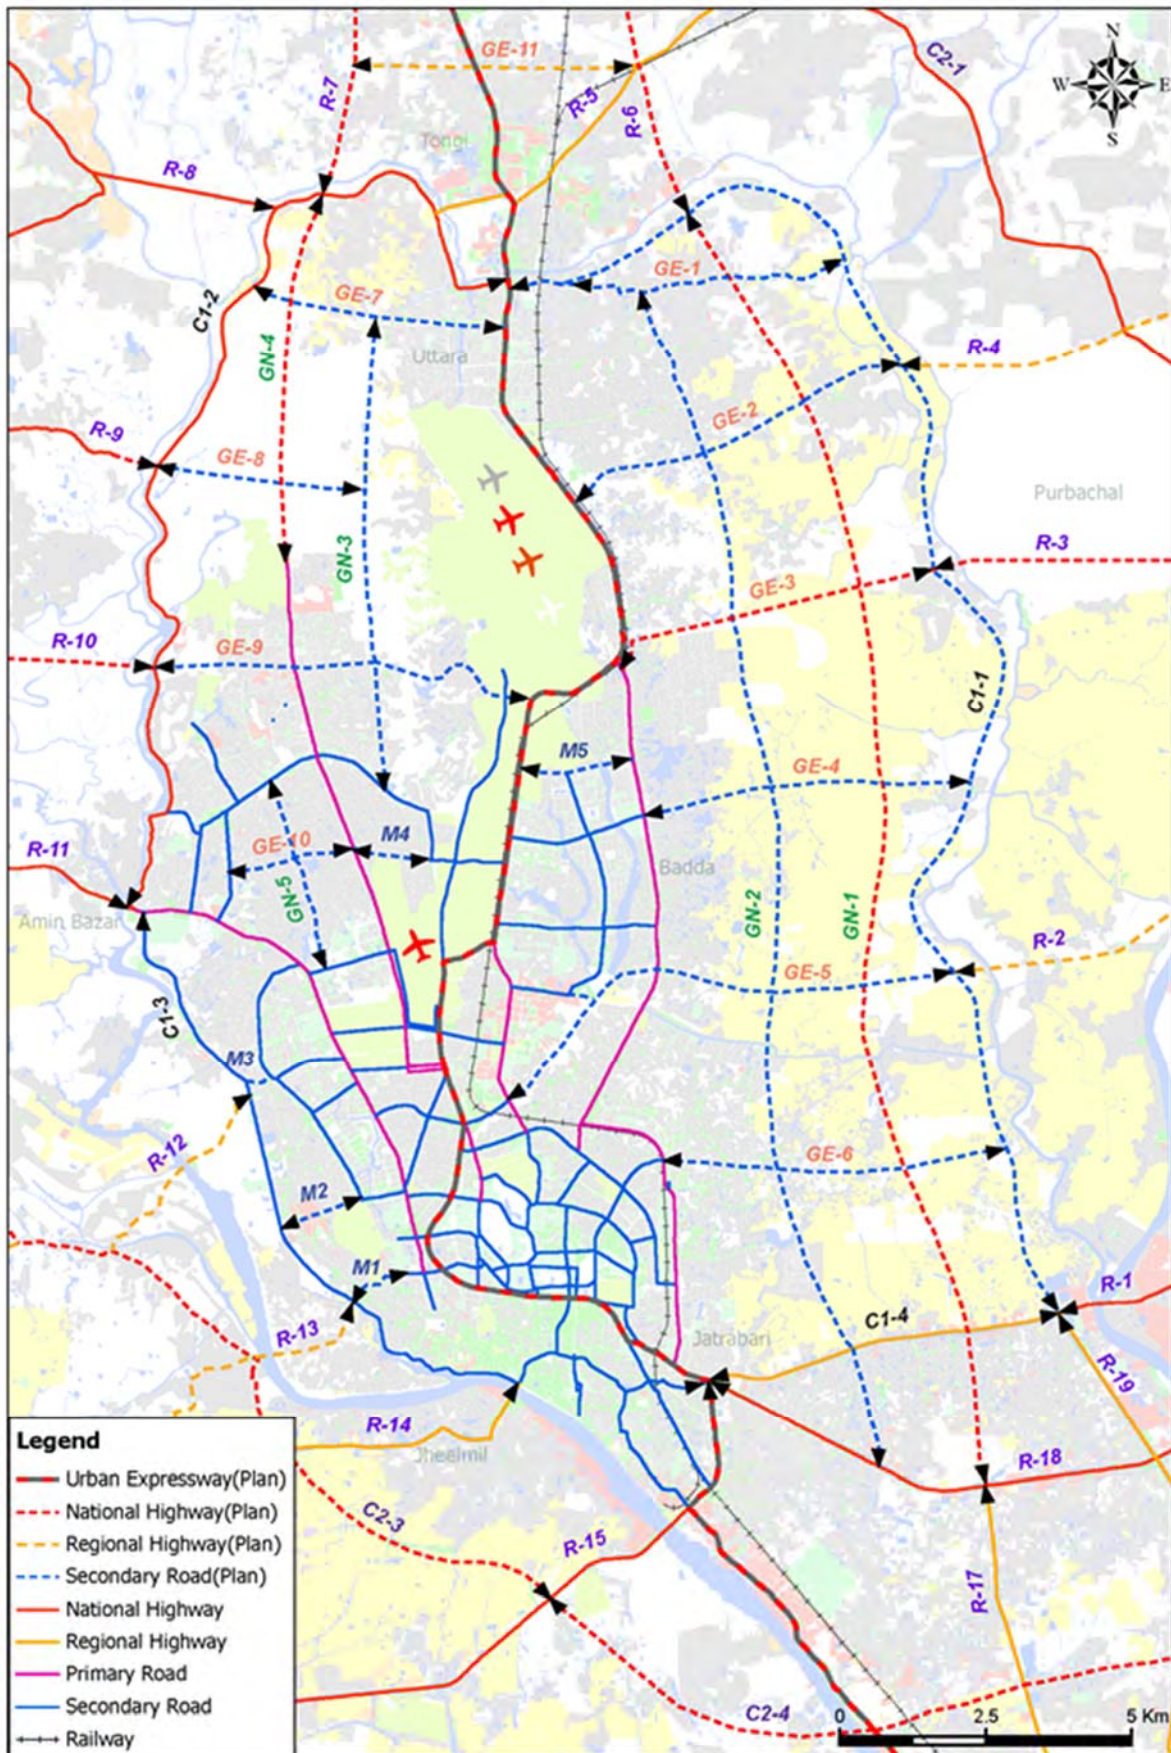 GE-11
C2-1
N
W
E
S
R-7
R-5
R-6
Tongi
R-8
GE-1
C1-2
GE-7
GN-4
Uttara
R-4
GE-2
R-9
GE-8
Purbachal
GN-3
R-3
GE-3
R-10
GE-9
C1-1
M5
GE-4
GE-10
M4
R-11
Badda
GN-5
GN-2
GN-1
Amin Bazar
R-2
GE-5
C1-3
M3
R-12
GE-6
M2
M1
R-1
C1-4
R-13
Jatrabari
R-19
R-14
Jheelmil
R-18
C2-3
R-15
R-17
C2-4
Legend
Urban Expressway(Plan)
National Highway(Plan)
Regional Highway(Plan)
Secondary Road(Plan)
National Highway
Regional Highway
Primary Road
Secondary Road
Railway
0 2.5 5 Km